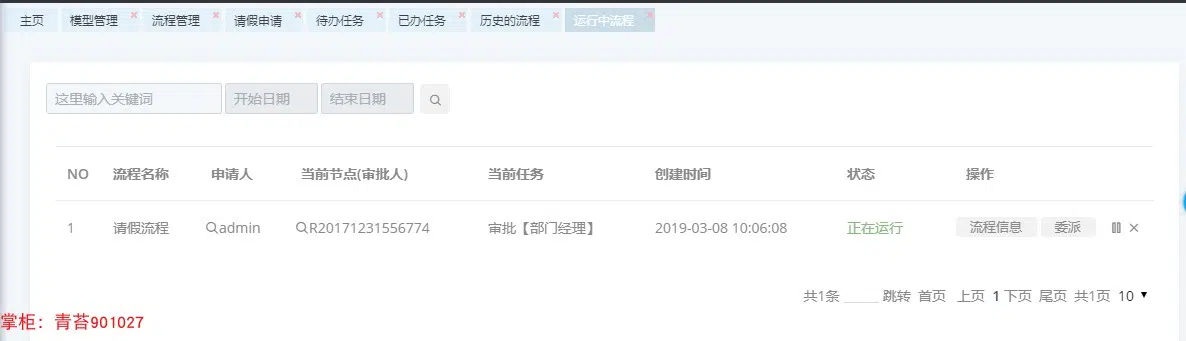 主页 模型管理 流程管理 请假申请 待办任务 已办任务 历史的流程 运行中流程
这里输入关键词 开始日期 结束日期
NO 流程名称 申请人 当前节点(审批人) 当前任务 创建时间 状态 操作
1 请假流程 admin R20171231556774 审批【部门经理】 2019-03-08 10:06:08 正在运行 流程信息 委派
共1条 跳转 首页 上页 1 下页 尾页 共1页 10
掌柜：青苔901027